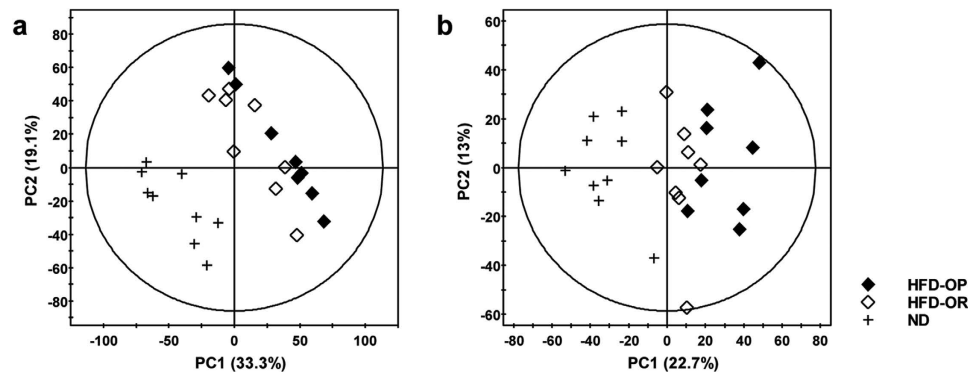 a
80
60
40
20
0
-20
-40
-60
-80
PC2 (19.1%)
-100 -50 0 50 100
PC1 (33.3%)
b
60
40
20
0
-20
-40
-60
PC2 (13%)
-80 -60 -40 -20 0 20 40 60 80
PC1 (22.7%)
HFD-OP
HFD-OR
ND